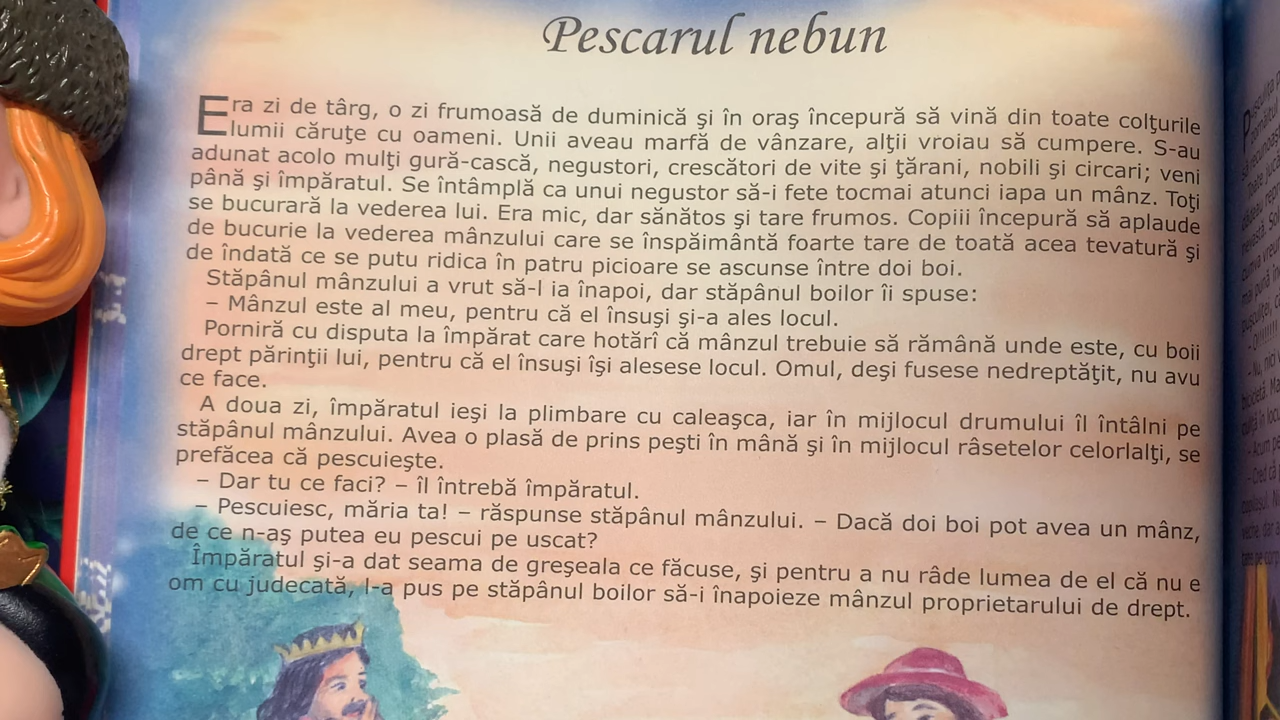 Pescarul nebun
Era zi de târg, o zi frumoasă de duminică şi în oraş începură să vină din toate colţurile
lumii căruţe cu oameni. Unii aveau marfă de vânzare, alţii vroiau să cumpere. S-au
adunat acolo mulţi gură-cască, negustori, crescători de vite şi ţărani, nobili şi circari; veni
până şi împăratul. Se întâmplă ca unui negustor să-i fete tocmai atunci iapa un mânz. Toţi
se bucurară la vederea lui. Era mic, dar sănătos şi tare frumos. Copiii începură să aplaude
de bucurie la vederea mânzului care se înspăimântă foarte tare de toată acea tevatură şi
de îndată ce se putu ridica în patru picioare se ascunse între doi boi.
Stăpânul mânzului a vrut să-l ia înapoi, dar stăpânul boilor îi spuse:
– Mânzul este al meu, pentru că el însuşi şi-a ales locul.
Porniră cu disputa la împărat care hotărî că mânzul trebuie să rămână unde este, cu boii
drept părinţii lui, pentru că el însuşi îşi alesese locul. Omul, deşi fusese nedreptăţit, nu avu
ce face.
A doua zi, împăratul ieşi la plimbare cu caleaşca, iar în mijlocul drumului îl întâlni pe
stăpânul mânzului. Avea o plasă de prins peşti în mână şi în mijlocul râsetelor celorlalţi, se
prefăcea că pescuieşte.
– Dar tu ce faci? – îl întrebă împăratul.
– Pescuiesc, măria ta! – răspunse stăpânul mânzului. – Dacă doi boi pot avea un mânz,
de ce n-aş putea eu pescui pe uscat?
Împăratul şi-a dat seama de greşeala ce făcuse, şi pentru a nu râde lumea de el că nu e
om cu judecată, l-a pus pe stăpânul boilor să-i înapoieze mânzul proprietarului de drept.